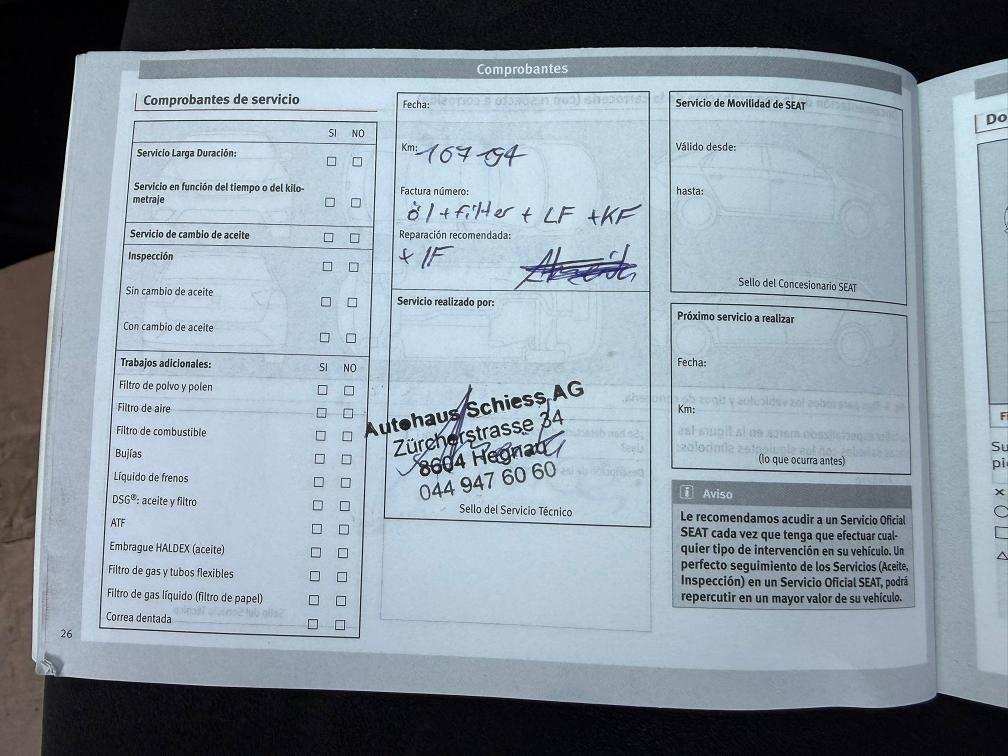 Comprobantes
Comprobantes de servicio
SI NO
Servicio Larga Duración:
Servicio en función del tiempo o del kilo-
metraje
Servicio de cambio de aceite
Inspección
Sin cambio de aceite
Con cambio de aceite
Trabajos adicionales: SI NO
Filtro de polvo y polen
Filtro de aire
Filtro de combustible
Bujías
Líquido de frenos
DSG®: aceite y filtro
ATF
Embrague HALDEX (aceite)
Filtro de gas y tubos flexibles
Filtro de gas líquido (filtro de papel)
Correa dentada
26
Fecha:
Km: 167 194
Factura número:
öl + filter + LF + KF
Reparación recomendada:
+ IF
Servicio realizado por:
Autohaus Schiess AG
Zürcherstrasse 34
8604 Hegnau
044 947 60 60
Sello del Servicio Técnico
Servicio de Movilidad de SEAT
Válido desde:
hasta:
Sello del Concesionario SEAT
Próximo servicio a realizar
Fecha:
Km:
(lo que ocurra antes)
i Aviso
Le recomendamos acudir a un Servicio Oficial
SEAT cada vez que tenga que efectuar cual-
quier tipo de intervención en su vehículo. Un
perfecto seguimiento de los Servicios (Aceite,
Inspección) en un Servicio Oficial SEAT, podrá
repercutir en un mayor valor de su vehículo.
Do
Su
pi